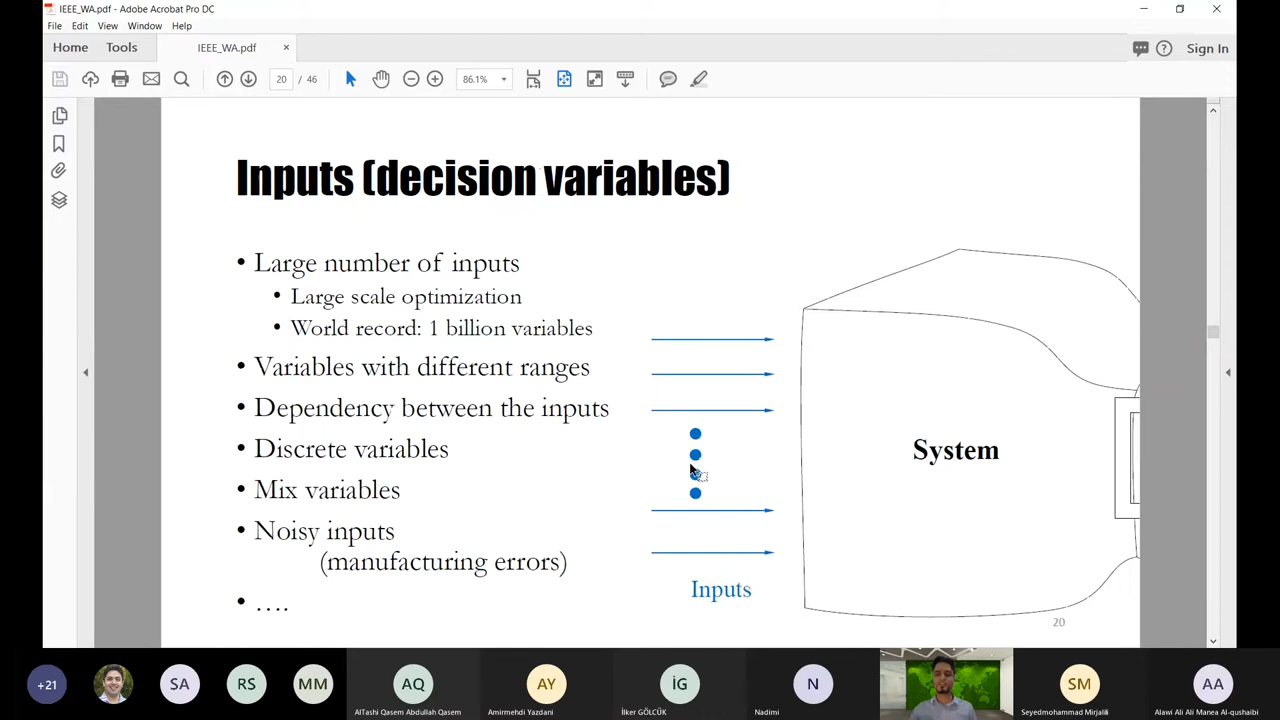 IEEE_WA.pdf - Adobe Acrobat Pro DC
File Edit View Window Help
Home Tools IEEE_WA.pdf × Sign In
20 / 46 86.1%
Inputs (decision variables)
• Large number of inputs
• Large scale optimization
• World record: 1 billion variables
• Variables with different ranges
• Dependency between the inputs
• Discrete variables
• Mix variables
• Noisy inputs
(manufacturing errors)
• ….
System
Inputs
20
+21 SA RS MM AQ AY İG N SM AA
AlTashi Qasem Abdullah Qasem Amirmehdi Yazdani İlker GÖLCÜK Nadimi Seyedmohammad Mirjalili Alawi Ali Ali Manea Al-qushaibi